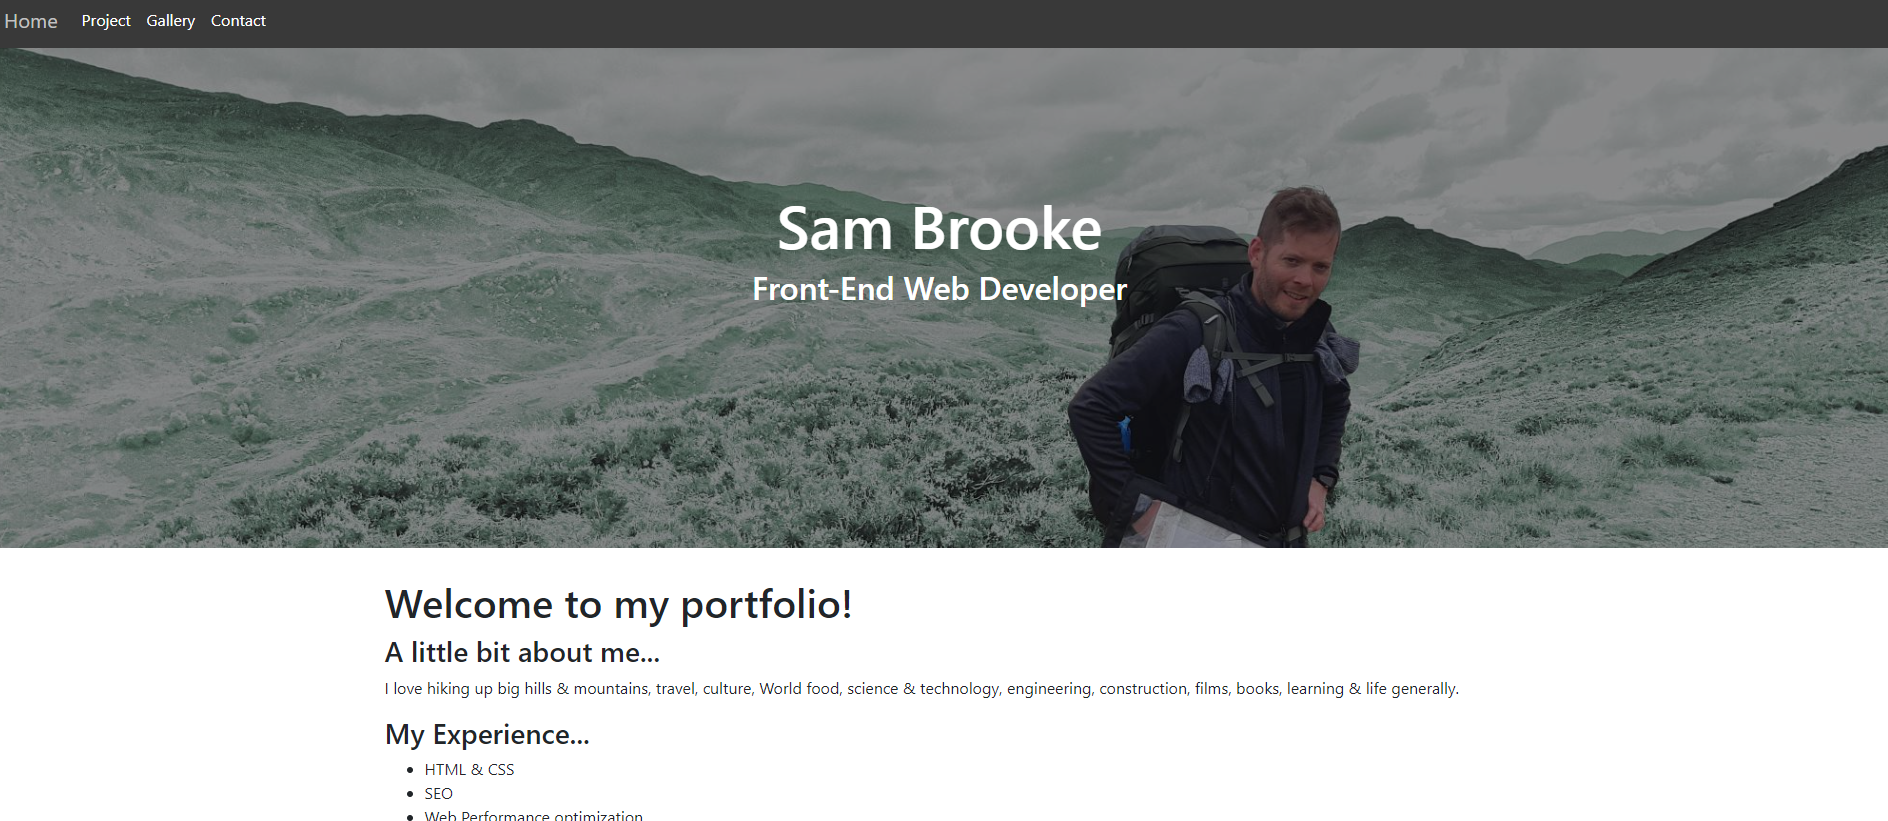 Home Project Gallery Contact
Sam Brooke
Front-End Web Developer
Welcome to my portfolio!
A little bit about me...
I love hiking up big hills & mountains, travel, culture, World food, science & technology, engineering, construction, films, books, learning & life generally.
My Experience...
HTML & CSS
SEO
Web Performance optimization